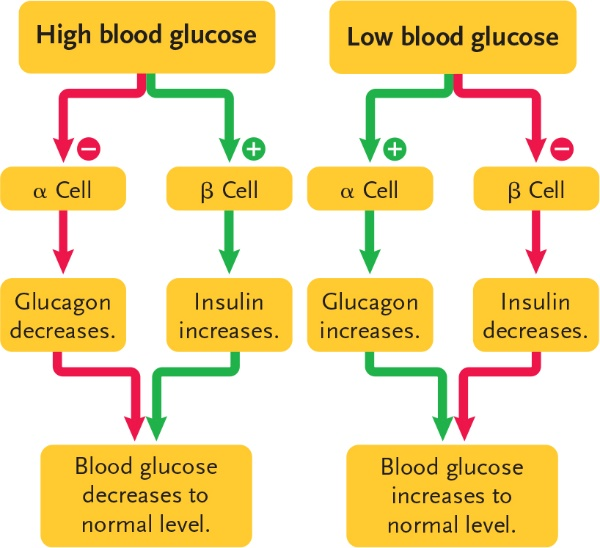 High blood glucose
Low blood glucose
−
+
+
−
α Cell
β Cell
α Cell
β Cell
Glucagon
decreases.
Insulin
increases.
Glucagon
increases.
Insulin
decreases.
Blood glucose
decreases to
normal level.
Blood glucose
increases to
normal level.